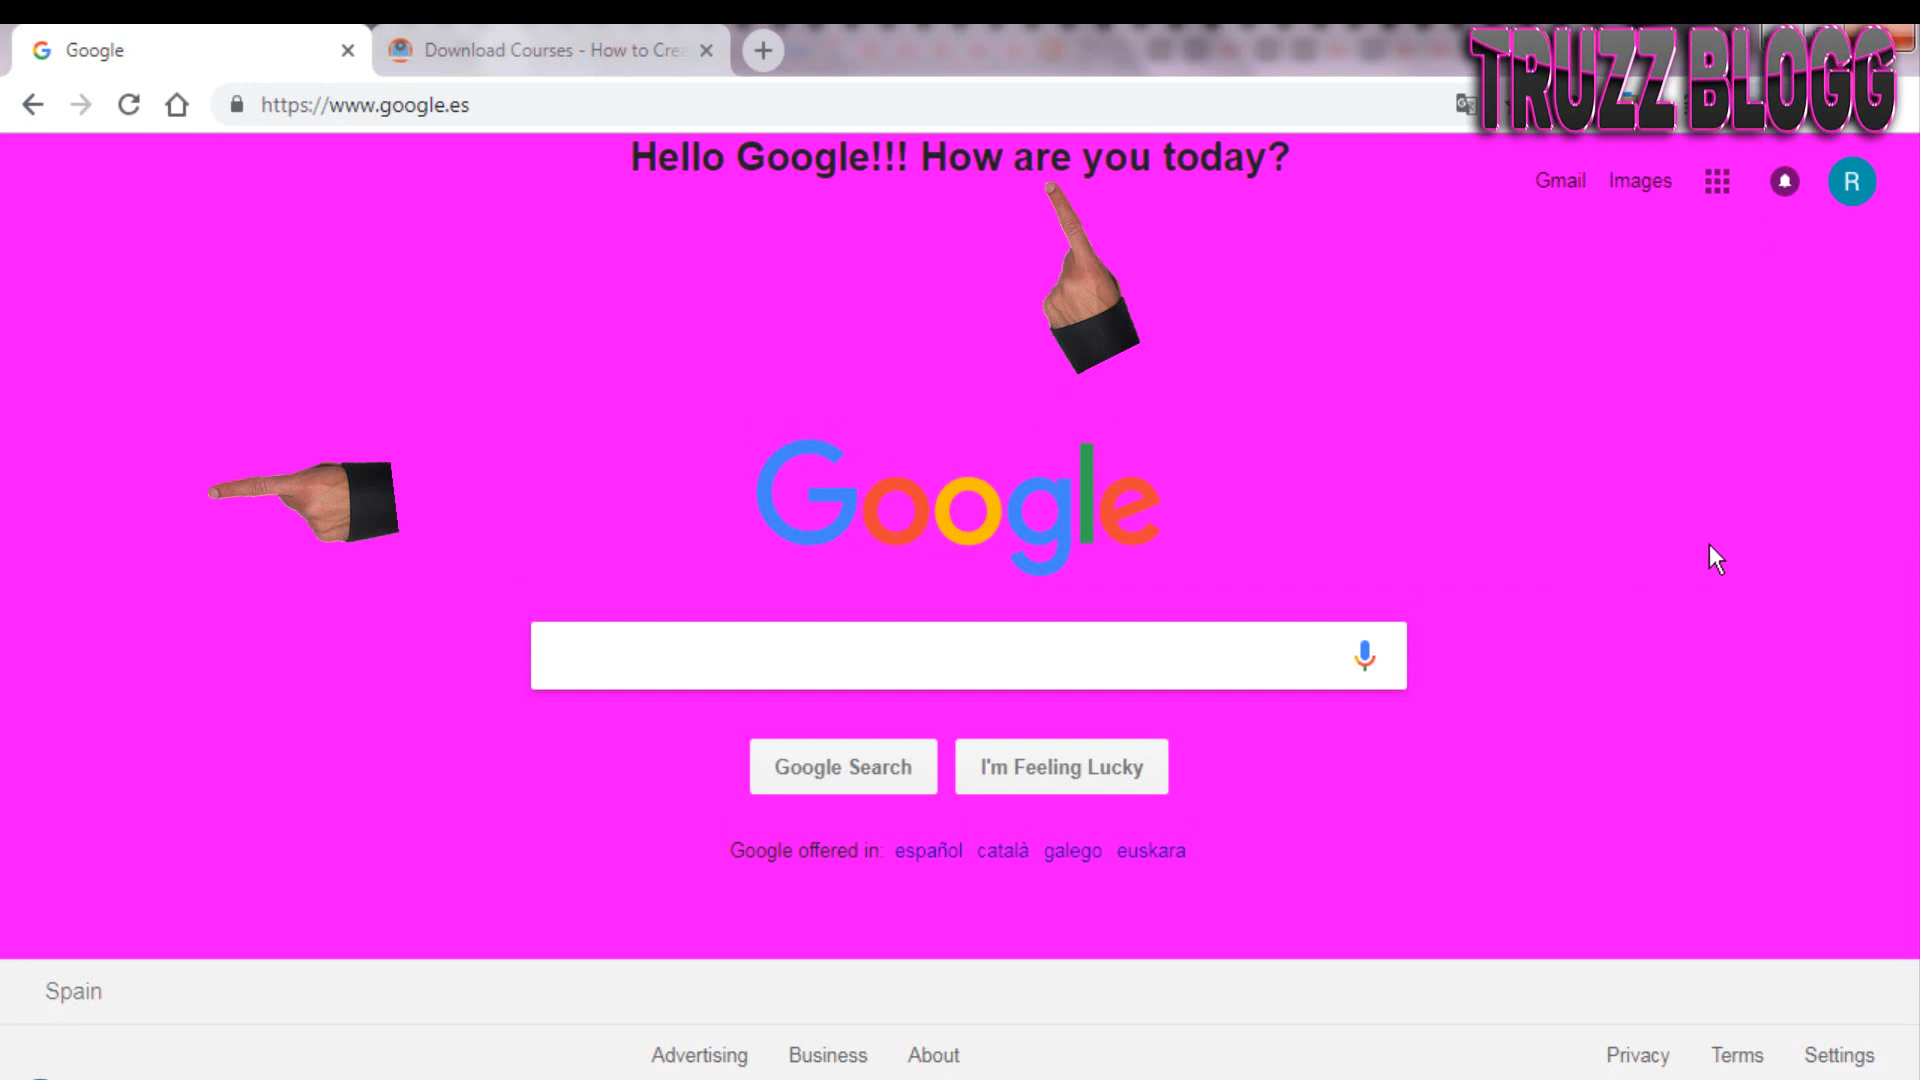 TRUZZ BLOGG
Google
Download Courses - How to Cre
https://www.google.es
Hello Google!!! How are you today?
Gmail Images R
Google
Google Search I'm Feeling Lucky
Google offered in: español català galego euskara
Spain
Advertising Business About Privacy Terms Settings